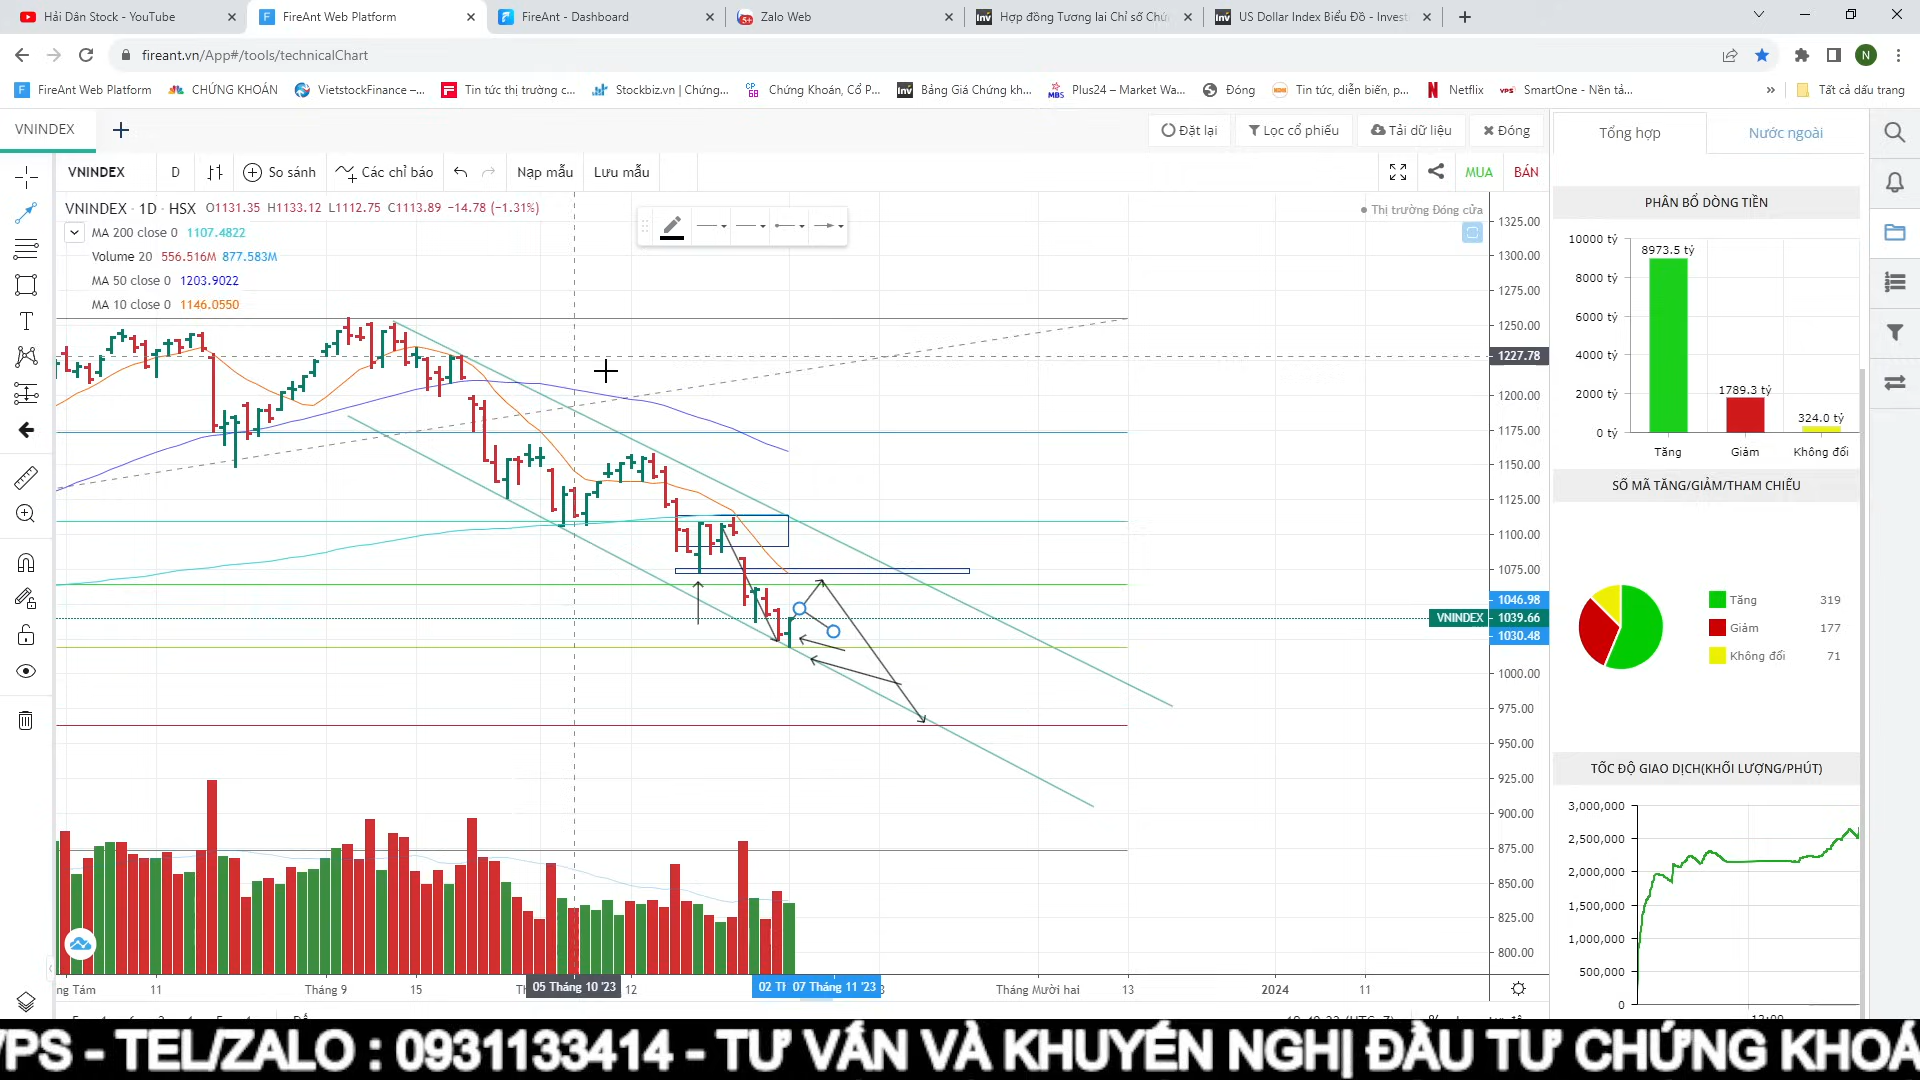 Hải Dân Stock - YouTube
FireAnt Web Platform
FireAnt - Dashboard
Zalo Web
Hợp đồng Tương lai Chỉ số Chứ
US Dollar Index Biểu Đồ - Invest
fireant.vn/App#/tools/technicalChart
N
FireAnt Web Platform
CHỨNG KHOÁN
VietstockFinance –...
Tin tức thị trường c...
Stockbiz.vn | Chứng...
Chứng Khoán, Cổ P...
Bảng Giá Chứng kh...
Plus24 – Market Wa...
Đóng
Tin tức, diễn biến, p...
Netflix
SmartOne - Nền tả...
»
Tất cả dấu trang
VNINDEX
Đặt lại
Lọc cổ phiếu
Tải dữ liệu
Đóng
Tổng hợp
Nước ngoài
VNINDEX
D
So sánh
Các chỉ báo
Nạp mẫu
Lưu mẫu
MUA
BÁN
VNINDEX · 1D · HSX O1131.35 H1133.12 L1112.75 C1113.89 −14.78 (−1.31%)
Thị trường Đóng cửa
MA 200 close 0 1107.4822
Volume 20 556.516M 877.583M
MA 50 close 0 1203.9022
MA 10 close 0 1146.0550
1325.00
1300.00
1275.00
1250.00
1227.78
1200.00
1175.00
1150.00
1125.00
1100.00
1075.00
1046.98
VNINDEX 1039.66
1030.48
1000.00
975.00
950.00
925.00
900.00
875.00
850.00
825.00
800.00
ng Tám
11
Tháng 9
15
05 Tháng 10 '23
12
07 Tháng 11 '23
Tháng Mười hai
13
2024
11
PHÂN BỔ DÒNG TIỀN
10000 tỷ
8000 tỷ
6000 tỷ
4000 tỷ
2000 tỷ
0 tỷ
8973.5 tỷ
1789.3 tỷ
324.0 tỷ
Tăng
Giảm
Không đổi
SỐ MÃ TĂNG/GIẢM/THAM CHIẾU
Tăng 319
Giảm 177
Không đổi 71
TỐC ĐỘ GIAO DỊCH(KHỐI LƯỢNG/PHÚT)
3,000,000
2,500,000
2,000,000
1,500,000
1,000,000
500,000
0
VPS - TEL/ZALO : 0931133414 - TƯ VẤN VÀ KHUYẾN NGHỊ ĐẦU TƯ CHỨNG KHOÁ